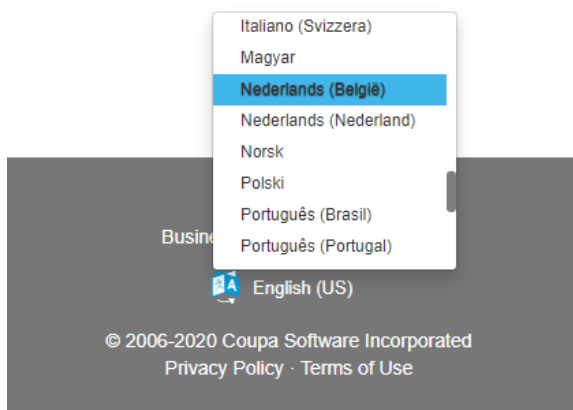 Italiano (Svizzera)
Magyar
Nederlands (België)
Nederlands (Nederland)
Norsk
Polski
Português (Brasil)
Português (Portugal)
English (US)
© 2006-2020 Coupa Software Incorporated
Privacy Policy · Terms of Use